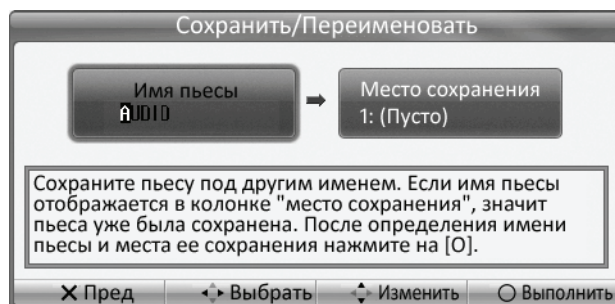 Сохранить/Переименовать
Имя пьесы
AUDIO
Место сохранения
1: (Пусто)
Сохраните пьесу под другим именем. Если имя пьесы
отображается в колонке "место сохранения", значит
пьеса уже была сохранена. После определения имени
пьесы и места ее сохранения нажмите на [O].
X Пред Выбрать Изменить O Выполнить